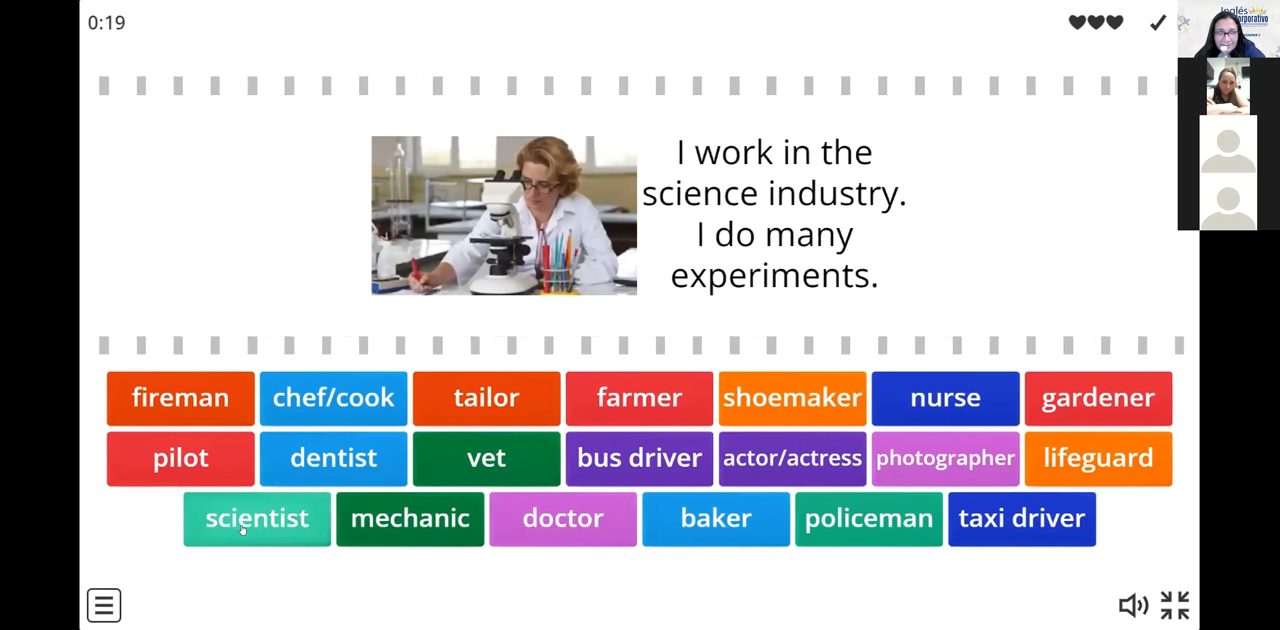 0:19
Inglés
I work in the
science industry.
I do many
experiments.
fireman
chef/cook
tailor
farmer
shoemaker
nurse
gardener
pilot
dentist
vet
bus driver
actor/actress
photographer
lifeguard
scientist
mechanic
doctor
baker
policeman
taxi driver